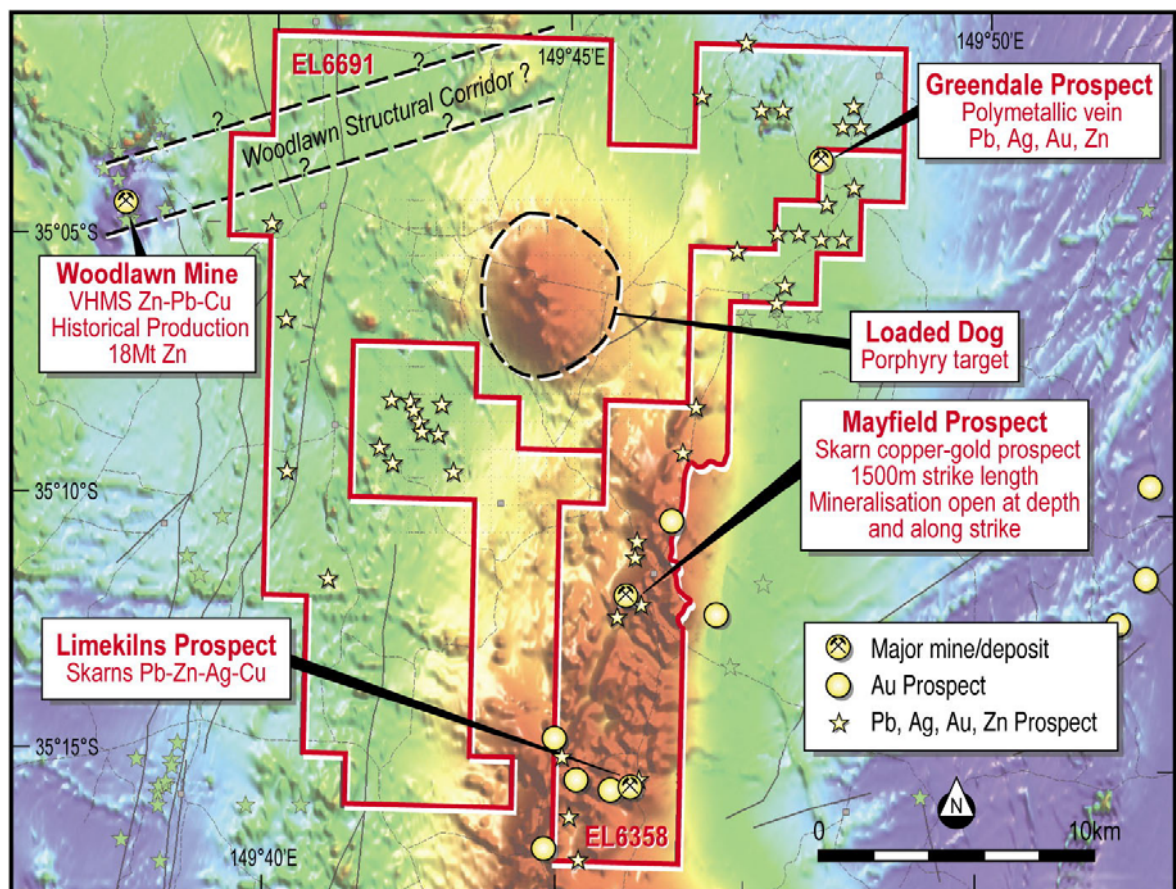 149°45'E
149°50'E
EL6691
?
?
?
Woodlawn Structural Corridor
?
?
?
Greendale Prospect
Polymetallic vein
Pb, Ag, Au, Zn
35°05'S
Woodlawn Mine
VHMS Zn-Pb-Cu
Historical Production
18Mt Zn
Loaded Dog
Porphyry target
Mayfield Prospect
Skarn copper-gold prospect
1500m strike length
Mineralisation open at depth
and along strike
35°10'S
Limekilns Prospect
Skarns Pb-Zn-Ag-Cu
Major mine/deposit
Au Prospect
Pb, Ag, Au, Zn Prospect
35°15'S
EL6358
149°40'E
N
0
10km